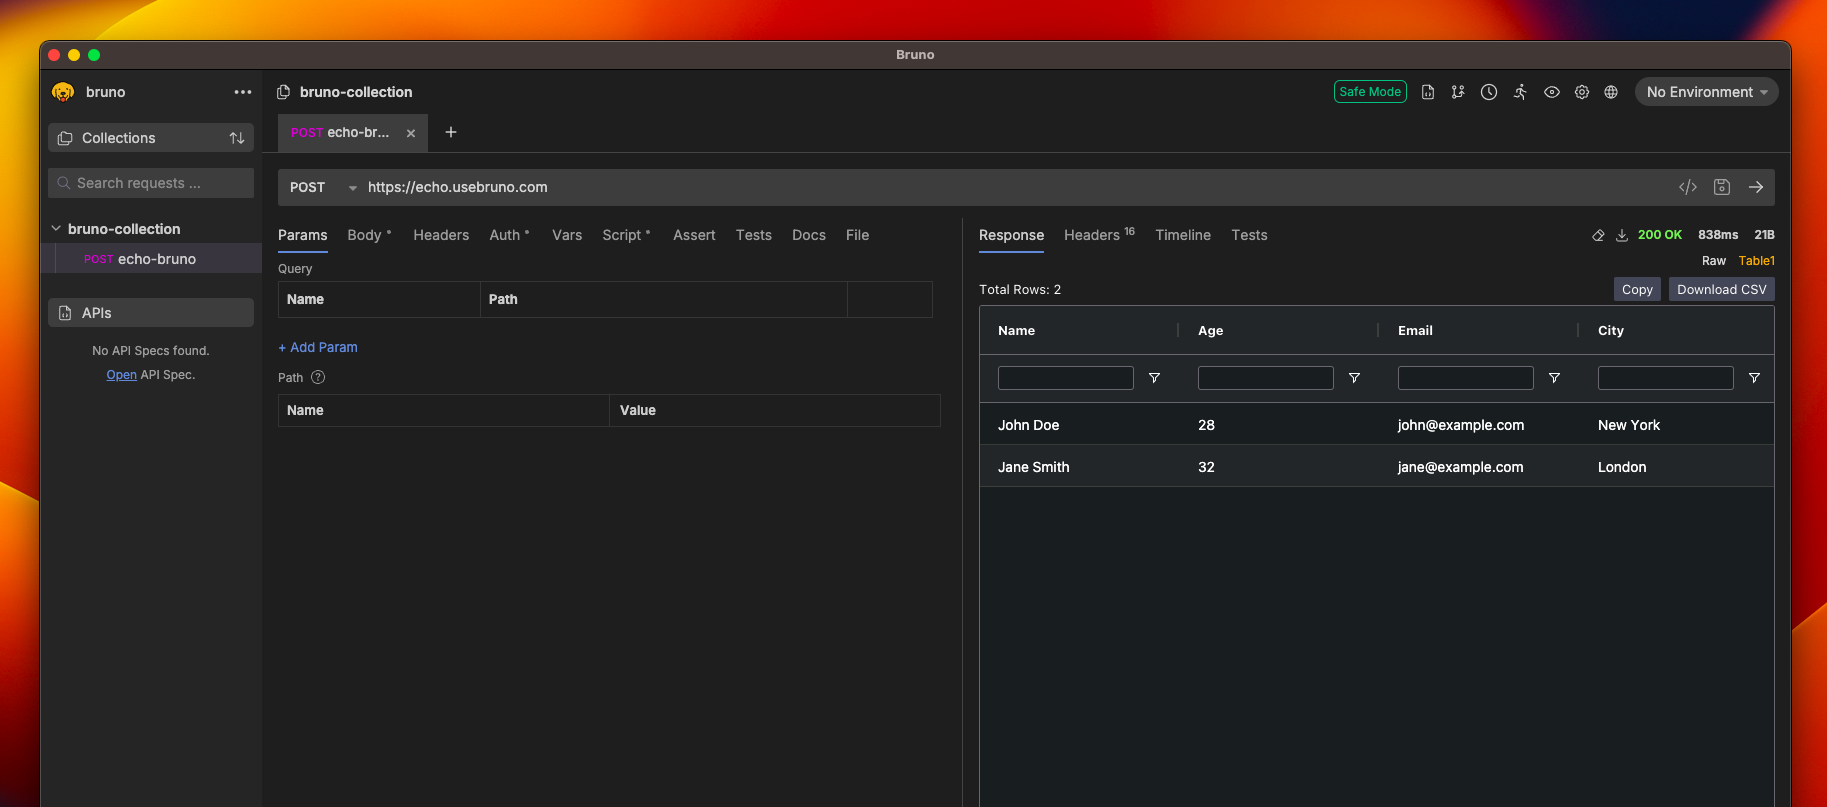 Bruno
bruno
bruno-collection
Safe Mode
No Environment
Collections
POST echo-br...
Search requests ...
POST
https://echo.usebruno.com
bruno-collection
POST echo-bruno
APIs
No API Specs found.
Open API Spec.
Params Body * Headers Auth * Vars Script * Assert Tests Docs File
Query
Name Path
+ Add Param
Path ?
Name Value
Response Headers 16 Timeline Tests
200 OK 838ms 21B
Raw Table1
Total Rows: 2
Copy Download CSV
Name Age Email City
John Doe 28 john@example.com New York
Jane Smith 32 jane@example.com London